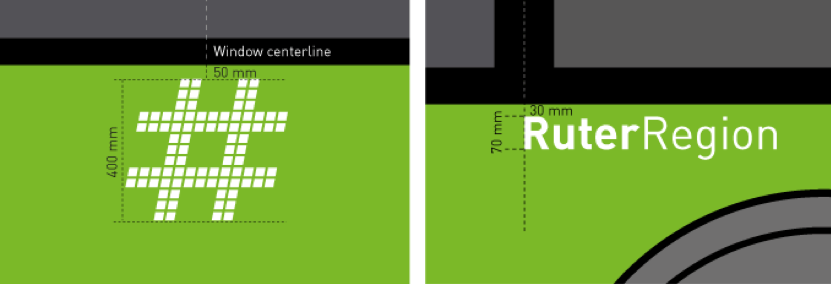 Window centerline
50 mm
#
400 mm
30 mm
70 mm
RuterRegion